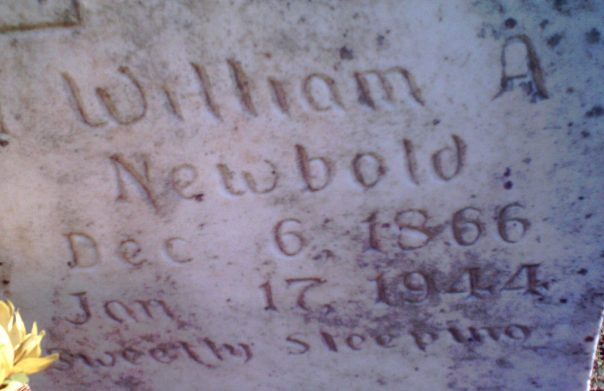 William A
Newbold
Dec 6, 1866
Jan 17, 1944
Sweetly sleeping